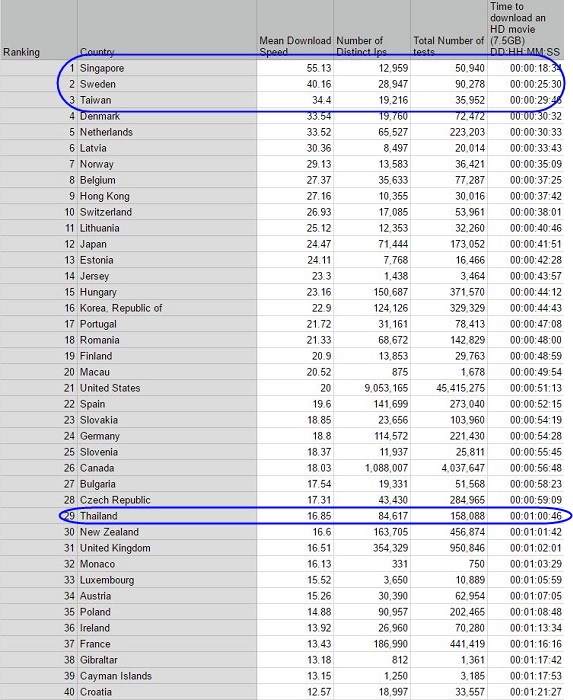 Ranking Country Mean Download Speed Number of Distinct Ips Total Number of tests Time to download an HD movie (7.5GB) DD:HH:MM:SS
1 Singapore 55.13 12,959 50,940 00:00:18:34
2 Sweden 40.16 28,947 90,278 00:00:25:30
3 Taiwan 34.4 19,216 35,952 00:00:29:46
4 Denmark 33.54 19,760 72,472 00:00:30:32
5 Netherlands 33.52 65,527 223,203 00:00:30:33
6 Latvia 30.36 8,497 20,014 00:00:33:43
7 Norway 29.13 13,583 36,421 00:00:35:09
8 Belgium 27.37 35,633 77,287 00:00:37:25
9 Hong Kong 27.16 10,355 30,016 00:00:37:42
10 Switzerland 26.93 17,085 53,961 00:00:38:01
11 Lithuania 25.12 12,353 32,260 00:00:40:46
12 Japan 24.47 71,444 173,052 00:00:41:51
13 Estonia 24.11 7,768 16,466 00:00:42:28
14 Jersey 23.3 1,438 3,464 00:00:43:57
15 Hungary 23.16 150,687 371,570 00:00:44:12
16 Korea, Republic of 22.9 124,126 329,329 00:00:44:43
17 Portugal 21.72 31,161 78,413 00:00:47:08
18 Romania 21.33 68,672 142,829 00:00:48:00
19 Finland 20.9 13,853 29,763 00:00:48:59
20 Macau 20.52 875 1,678 00:00:49:54
21 United States 20 9,053,165 45,415,275 00:00:51:13
22 Spain 19.6 141,699 273,040 00:00:52:15
23 Slovakia 18.85 23,656 103,960 00:00:54:19
24 Germany 18.8 114,572 221,430 00:00:54:28
25 Slovenia 18.37 11,937 25,811 00:00:55:45
26 Canada 18.03 1,088,007 4,037,647 00:00:56:48
27 Bulgaria 17.54 19,331 51,568 00:00:58:23
28 Czech Republic 17.31 43,430 284,965 00:00:59:09
29 Thailand 16.85 84,617 158,088 00:01:00:46
30 New Zealand 16.6 163,705 456,874 00:01:01:42
31 United Kingdom 16.51 354,329 950,846 00:01:02:01
32 Monaco 16.13 331 750 00:01:03:29
33 Luxembourg 15.52 3,650 10,889 00:01:05:59
34 Austria 15.26 30,390 62,954 00:01:07:05
35 Poland 14.88 90,957 202,465 00:01:08:48
36 Ireland 13.92 26,960 70,280 00:01:13:34
37 France 13.43 186,990 441,419 00:01:16:16
38 Gibraltar 13.18 812 1,361 00:01:17:42
39 Cayman Islands 13.15 1,250 3,185 00:01:17:53
40 Croatia 12.57 18,997 33,557 00:01:21:27